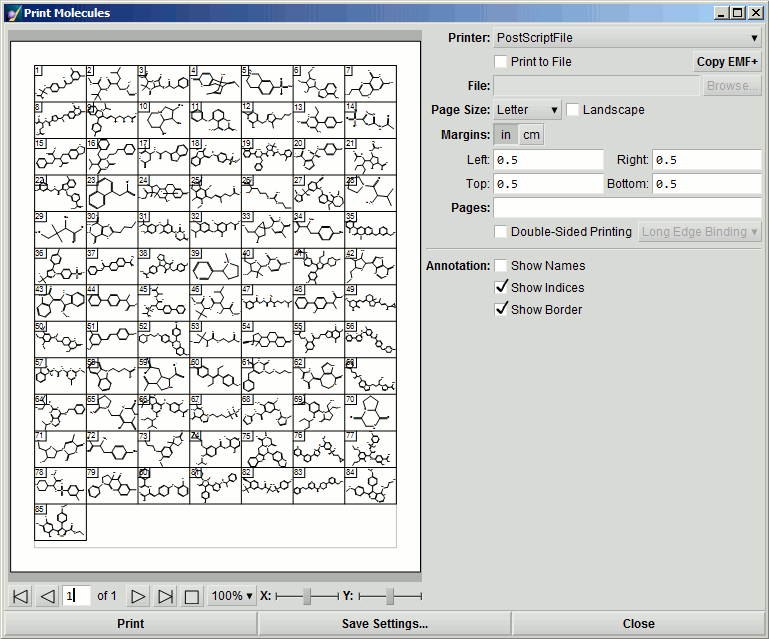 Print Molecules
Printer: PostScriptFile
Print to File Copy EMF+
File: Browse...
Page Size: Letter Landscape
Margins: in cm
Left: 0.5 Right: 0.5
Top: 0.5 Bottom: 0.5
Pages:
Double-Sided Printing Long Edge Binding
Annotation: Show Names
Show Indices
Show Border
1 2 3 4 5 6 7
8 9 10 11 12 13 14
15 16 17 18 19 20 21
22 23 24 25 26 27 28
29 30 31 32 33 34 35
36 37 38 39 40 41 42
43 44 45 46 47 48 49
50 51 52 53 54 55 56
57 58 59 60 61 62 63
64 65 66 67 68 69 70
71 72 73 74 75 76 77
78 79 80 81 82 83 84
85
1 of 1 100% X: Y:
Print Save Settings... Close